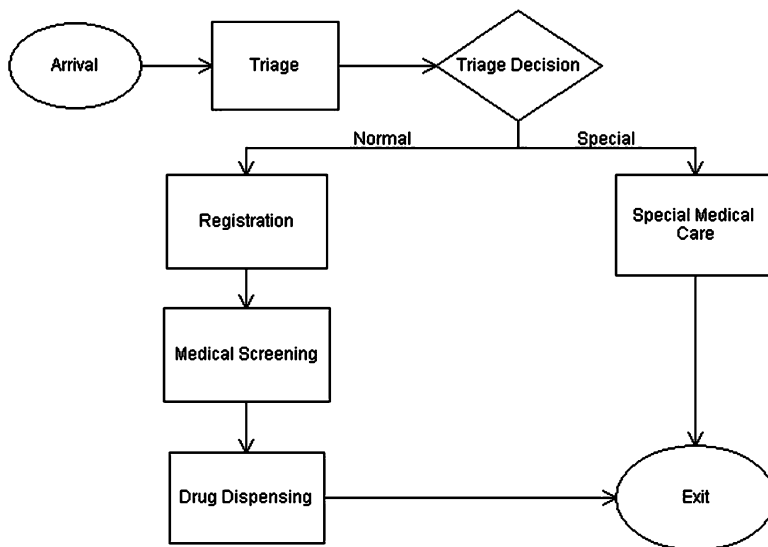 Arrival
Triage
Triage Decision
Normal
Special
Registration
Special Medical
Care
Medical Screening
Drug Dispensing
Exit